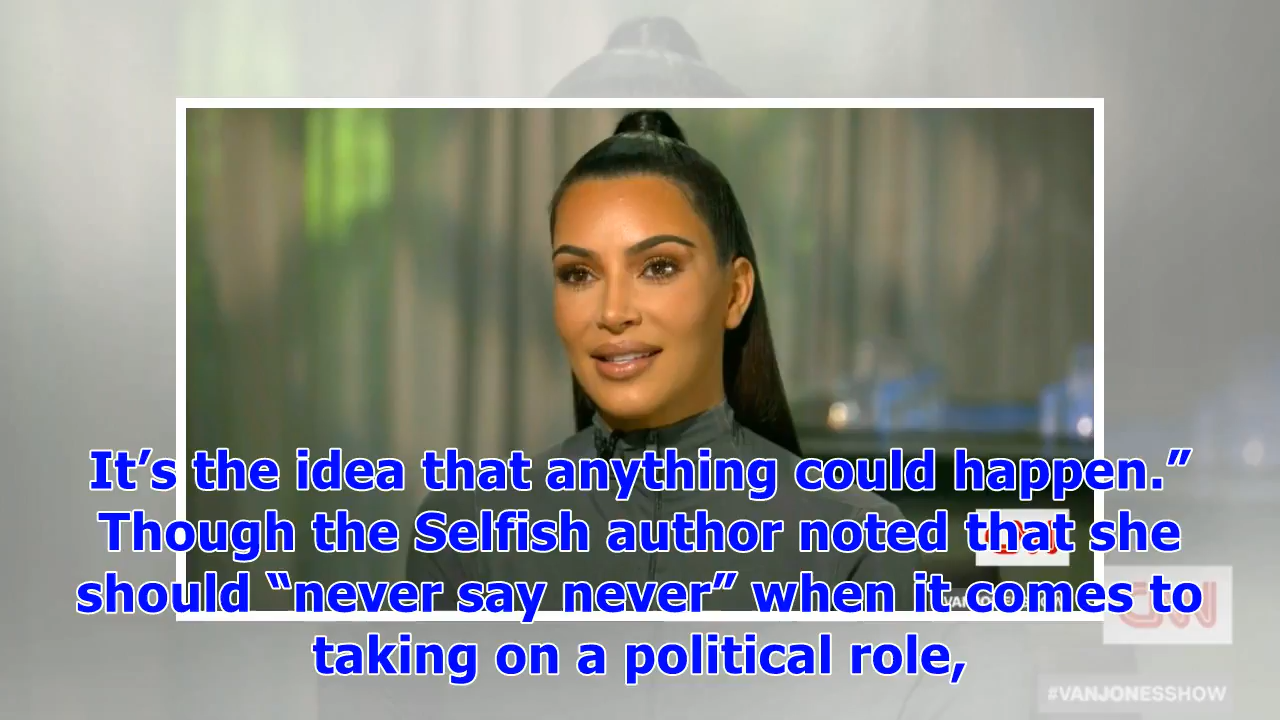 It’s the idea that anything could happen.”
Though the Selfish author noted that she
should “never say never” when it comes to
taking on a political role,
CNN
#VANJONESSHOW